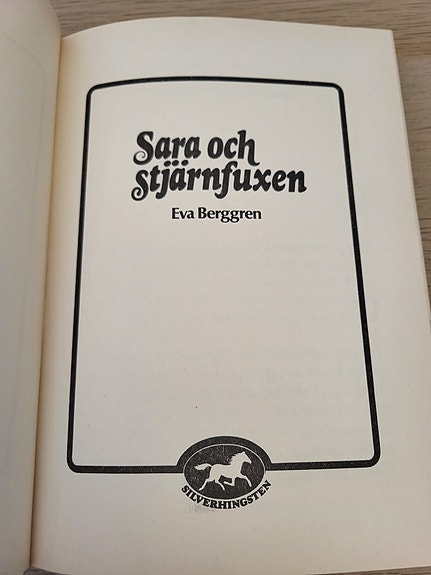 Sara och
stjärnfuxen
Eva Berggren
SILVERHINGSTEN